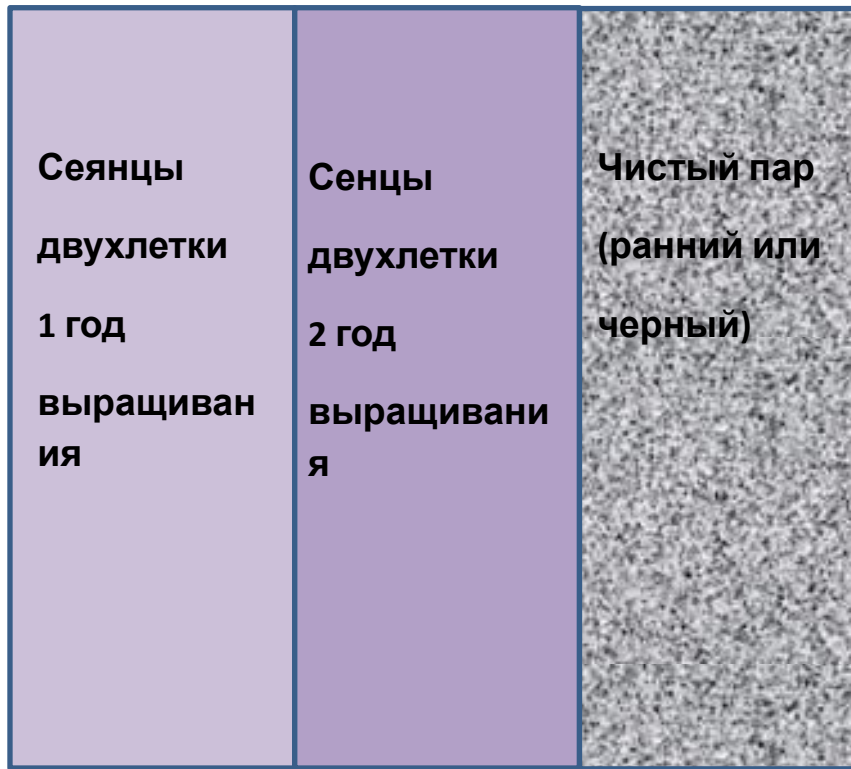 Сеянцы
двухлетки
1 год
выращиван
ия
Сенцы
двухлетки
2 год
выращивани
я
Чистый пар
(ранний или
черный)